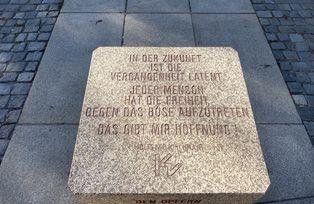 IN DER ZUKUNFT
IST DIE
VERGANGENHEIT LATENT
JEDER MENSCH
HAT DIE FREIHEIT
GEGEN DAS BÖSE AUFZUTRETEN
DAS GIBT MIR HOFFNUNG!
DEN OPFERN